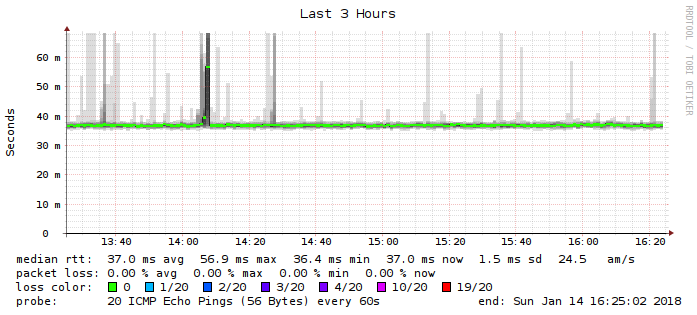 Last 3 Hours
RRDTOOL / TOBI OETIKER
Seconds
60 m
50 m
40 m
30 m
20 m
10 m
0
13:40 14:00 14:20 14:40 15:00 15:20 15:40 16:00 16:20
median rtt: 37.0 ms avg 56.9 ms max 36.4 ms min 37.0 ms now 1.5 ms sd 24.5 am/s
packet loss: 0.00 % avg 0.00 % max 0.00 % min 0.00 % now
loss color: 0 1/20 2/20 3/20 4/20 10/20 19/20
probe: 20 ICMP Echo Pings (56 Bytes) every 60s end: Sun Jan 14 16:25:02 2018